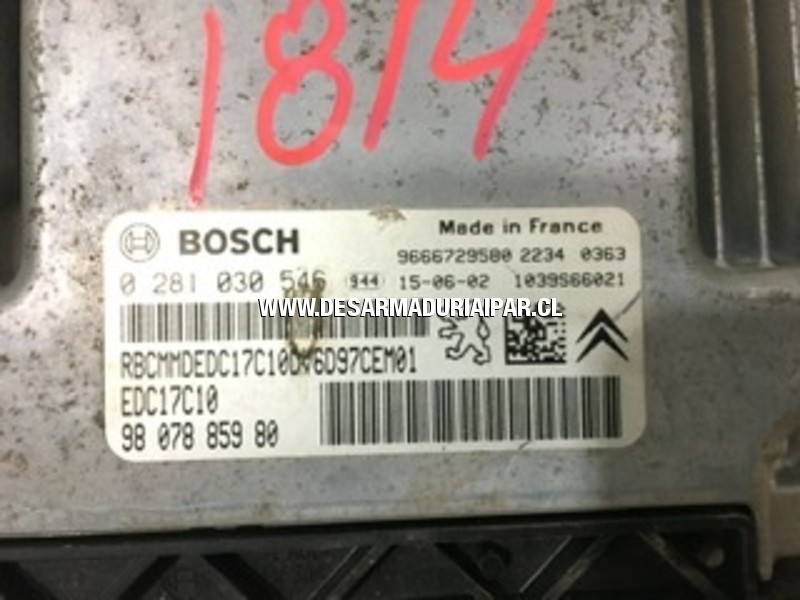 1814
BOSCH
Made in France
9666729580 2234 0363
0 281 030 546 944 15-06-02 1039S66021
WWW.DESARMADURIAIPAR.CL
RBCMMDEDC17C10DV6D97CEM01
EDC17C10
98 078 859 80